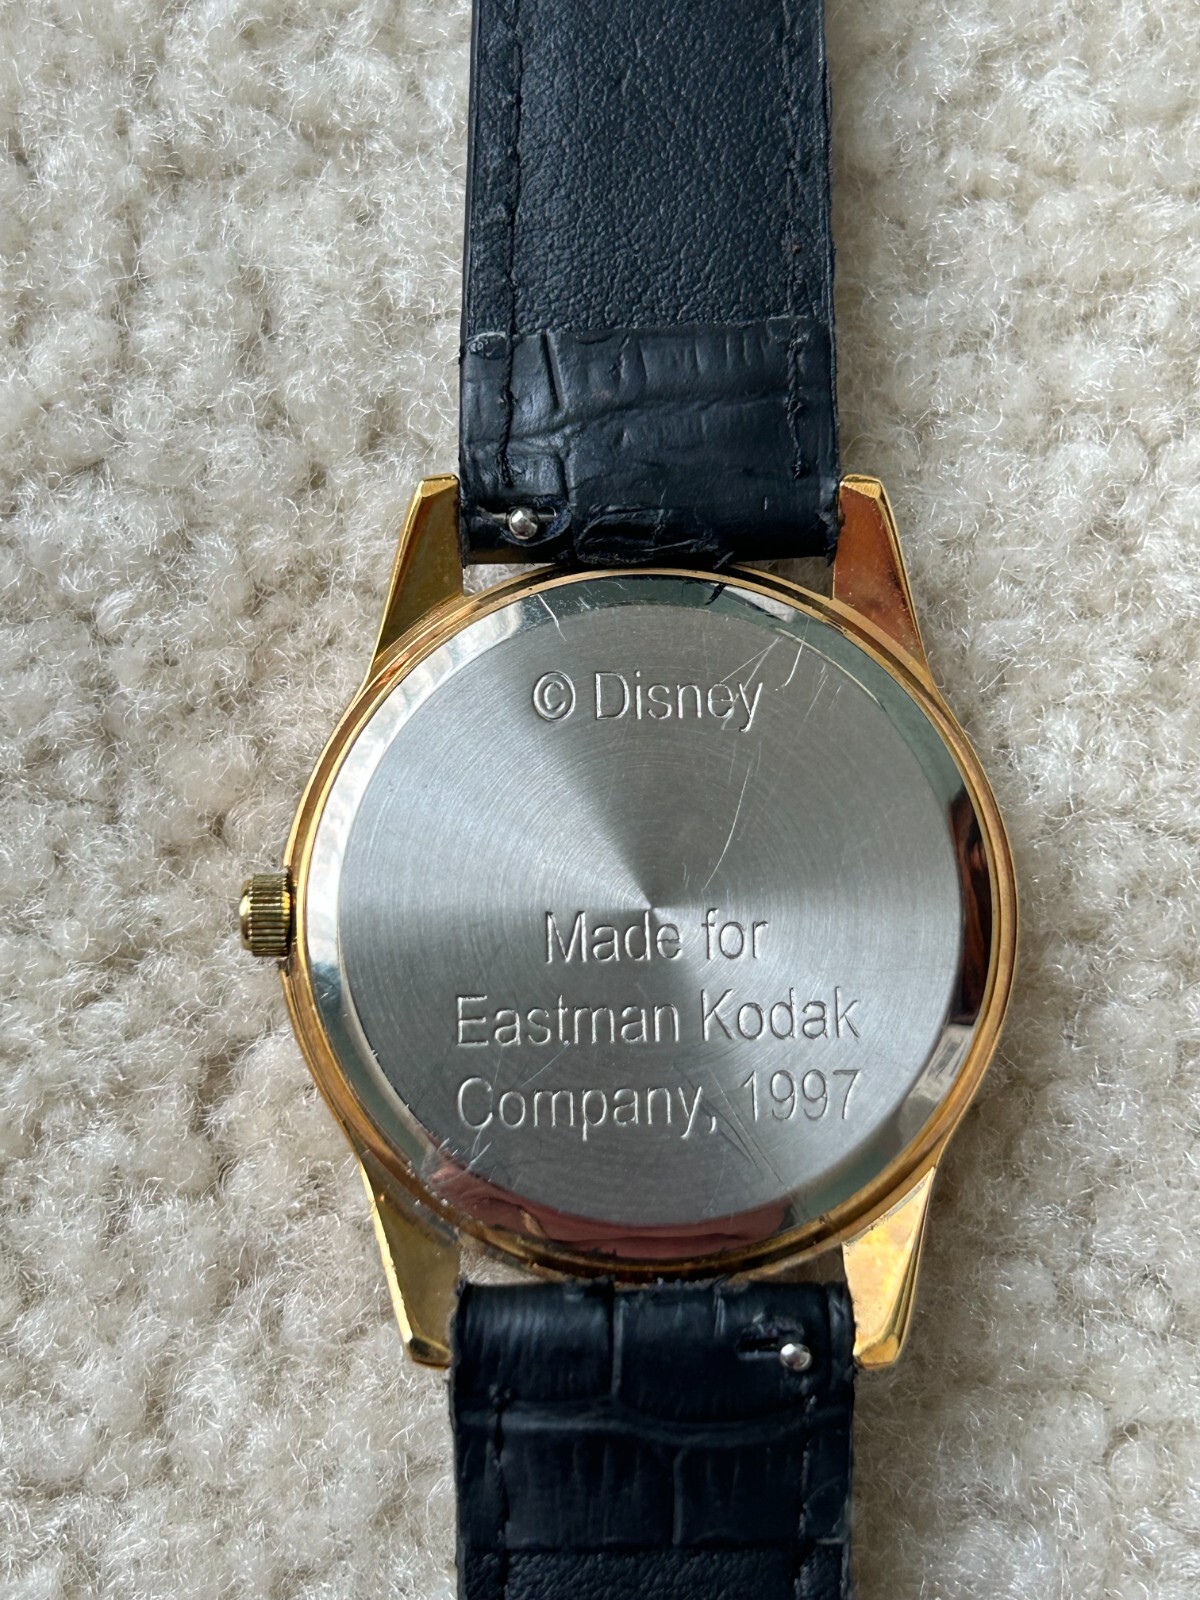 © Disney
Made for
Eastman Kodak
Company, 1997